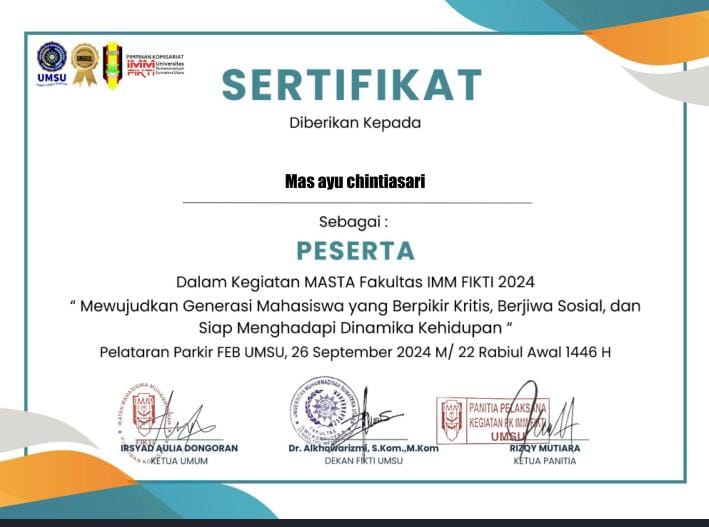 UMSU
UNGGUL
PIMPINAN KOMISARIAT
IMM Universitas
FIKTI Muhammadiyah
Sumatera Utara
SERTIFIKAT
Diberikan Kepada
Mas ayu chintiasari
Sebagai :
PESERTA
Dalam Kegiatan MASTA Fakultas IMM FIKTI 2024
“ Mewujudkan Generasi Mahasiswa yang Berpikir Kritis, Berjiwa Sosial, dan
Siap Menghadapi Dinamika Kehidupan “
Pelataran Parkir FEB UMSU, 26 September 2024 M/ 22 Rabiul Awal 1446 H
FIKTI
PANITIA PELAKSANA
KEGIATAN PK IMM FIKTI
UMSU
IRSYAD AULIA DONGORAN
KETUA UMUM
Dr. Alkhowarizmi, S.Kom.,M.Kom
DEKAN FIKTI UMSU
RIZQY MUTIARA
KETUA PANITIA